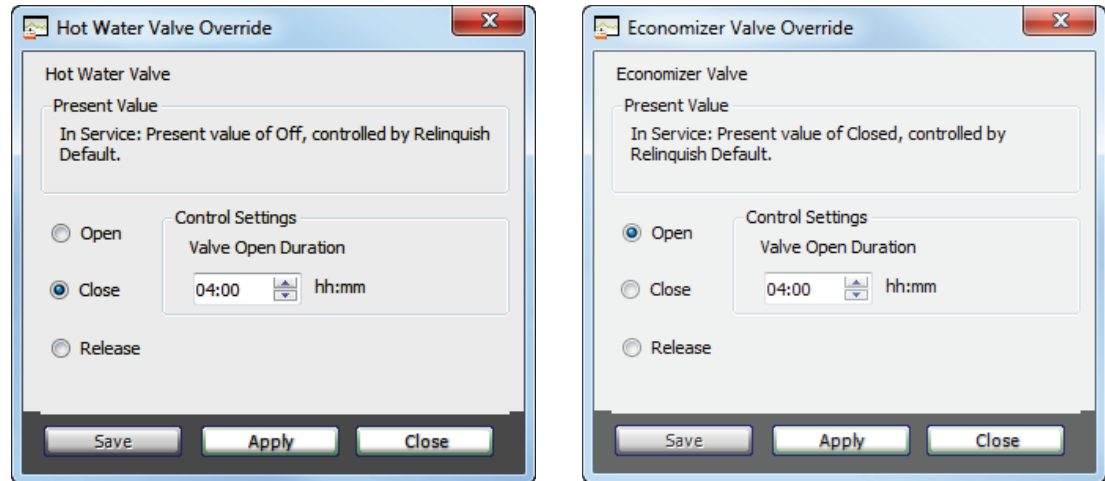 Hot Water Valve Override
Hot Water Valve
Present Value
In Service: Present value of Off, controlled by Relinquish
Default.
Open
Control Settings
Valve Open Duration
Close
04:00
hh:mm
Release
Save
Apply
Close
Economizer Valve Override
Economizer Valve
Present Value
In Service: Present value of Closed, controlled by
Relinquish Default.
Open
Control Settings
Valve Open Duration
Close
04:00
hh:mm
Release
Save
Apply
Close